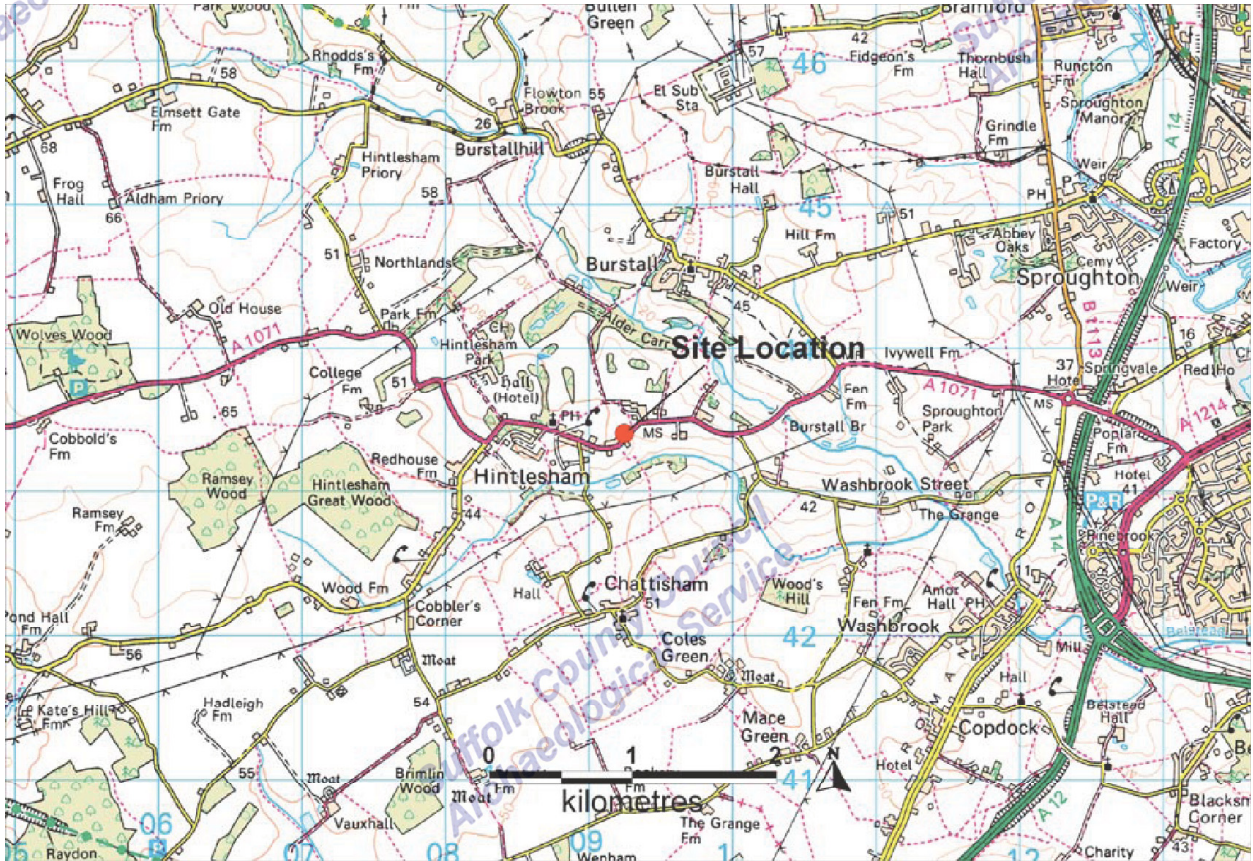 Park Wood
Fm
Bullen
Green
Bramford
57
42
Fidgeon's
Fm
Thornbush
Hall
Runcton
Fm
46
58
Rhodds's
Fm
El Sub
Sta
Elmsett Gate
Fm
Flowton
Brook
55
Sproughton
Manor
A 14
26
Burstallhill
Grindle
Fm
68
Hintlesham
Priory
Weir
Frog
Hall
Aldham Priory
66
58
Burstall
Hall
45
PH
P
51
Abbey
Oaks
Hill Fm
Factory
51
Northlands
Burstall
Cemy
Sproughton
Weir
Old House
P
45
Park Fm
Wolves Wood
A 1071
GH
Hintlesham
Park
Alder Carr
Site Location
B1113
16
Ivywell Fm
37
Hotel
Springvale
Red Ho
College
Fm
51
Hall
(Hotel)
A 1071
MS
A 1214
65
PH
MS
Fen
Fm
Burstall Br
Sproughton
Park
Poplar
Fm
Cobbold's
Fm
Redhouse
Fm
Hintlesham
Hotel
41
Ramsey
Wood
Hintlesham
Great Wood
Washbrook Street
P&R
44
42
The Grange
Ramsey
Fm
A 14
Pinebrook
Suffolk County Council
Archaeological Service
Wood Fm
Hall
Chattisham
51
Wood's
Hill
Fen Fm
Amor
Hall
PH
Pond Hall
Fm
Cobbler's
Corner
42
Washbrook
Belstead
56
Coles
Green
ROMAN ROAD
Mill
Moat
Moat
Hall
Kate's Hill
Fm
Hadleigh
Fm
54
Mace
Green
Copdock
Belstead
Hall
0 1 2
N
Hotel
41
55
Moat
Brimlin
Wood
Moat
Fm
kilometres
A 12
06
Vauxhall
The Grange
Fm
Blacksm
Corner
Raydon
07
08
09
Wenham
12
Charity
43